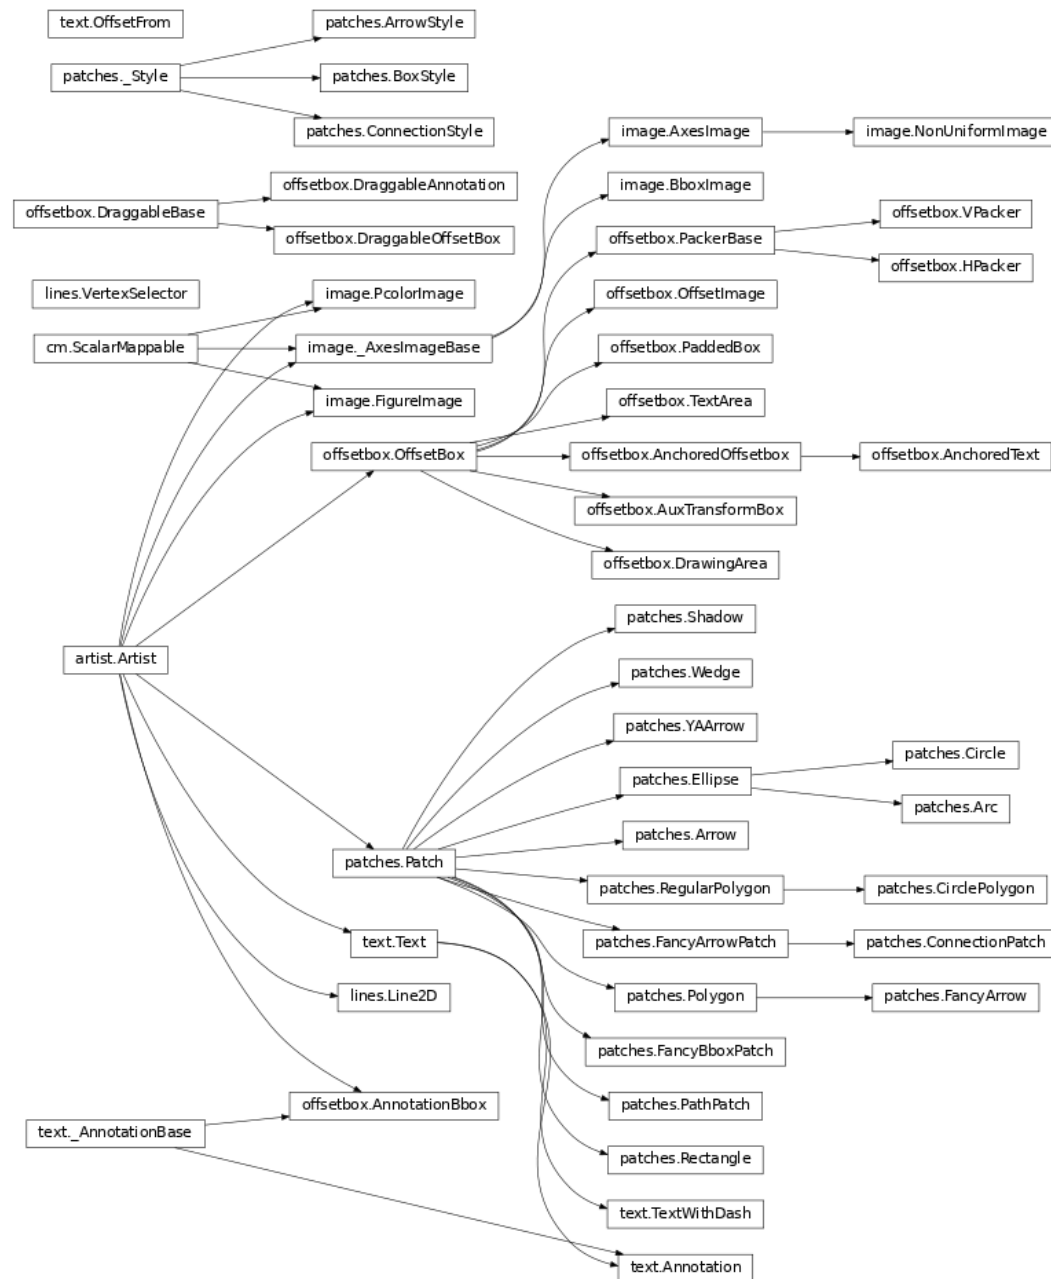 text.OffsetFrom
patches.ArrowStyle
patches._Style
patches.BoxStyle
patches.ConnectionStyle
image.AxesImage
image.NonUniformImage
offsetbox.DraggableAnnotation
image.BboxImage
offsetbox.DraggableBase
offsetbox.VPacker
offsetbox.DraggableOffsetBox
offsetbox.PackerBase
offsetbox.HPacker
lines.VertexSelector
image.PcolorImage
offsetbox.OffsetImage
cm.ScalarMappable
image._AxesImageBase
offsetbox.PaddedBox
image.FigureImage
offsetbox.TextArea
offsetbox.OffsetBox
offsetbox.AnchoredOffsetbox
offsetbox.AnchoredText
offsetbox.AuxTransformBox
offsetbox.DrawingArea
patches.Shadow
artist.Artist
patches.Wedge
patches.YAArrow
patches.Circle
patches.Ellipse
patches.Arc
patches.Arrow
patches.Patch
patches.RegularPolygon
patches.CirclePolygon
text.Text
patches.FancyArrowPatch
patches.ConnectionPatch
lines.Line2D
patches.Polygon
patches.FancyArrow
patches.FancyBboxPatch
offsetbox.AnnotationBbox
patches.PathPatch
text._AnnotationBase
patches.Rectangle
text.TextWithDash
text.Annotation